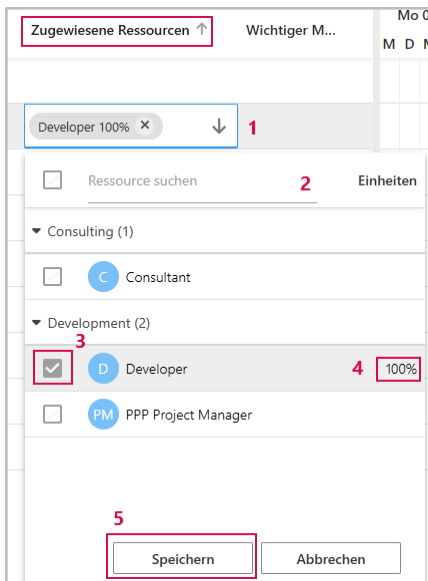 Mo 0
Zugewiesene Ressourcen ↑ Wichtiger M...
M D M
Developer 100% × ↓ 1
Ressource suchen 2 Einheiten
Consulting (1)
C Consultant
Development (2)
3
D Developer 4 100%
PM PPP Project Manager
5
Speichern Abbrechen